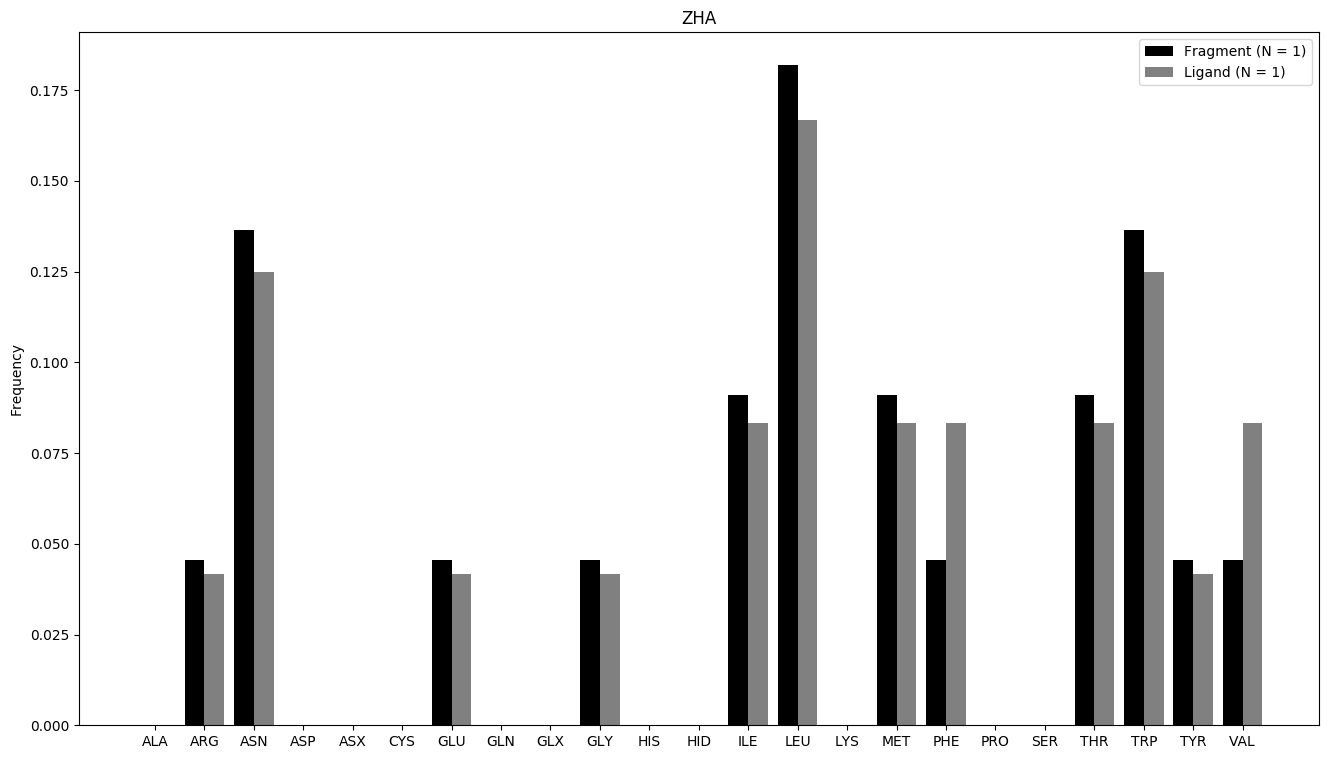 ZHA
Fragment (N = 1)
Ligand (N = 1)
Frequency
0.175
0.150
0.125
0.100
0.075
0.050
0.025
0.000
ALA ARG ASN ASP ASX CYS GLU GLN GLX GLY HIS HID ILE LEU LYS MET PHE PRO SER THR TRP TYR VAL